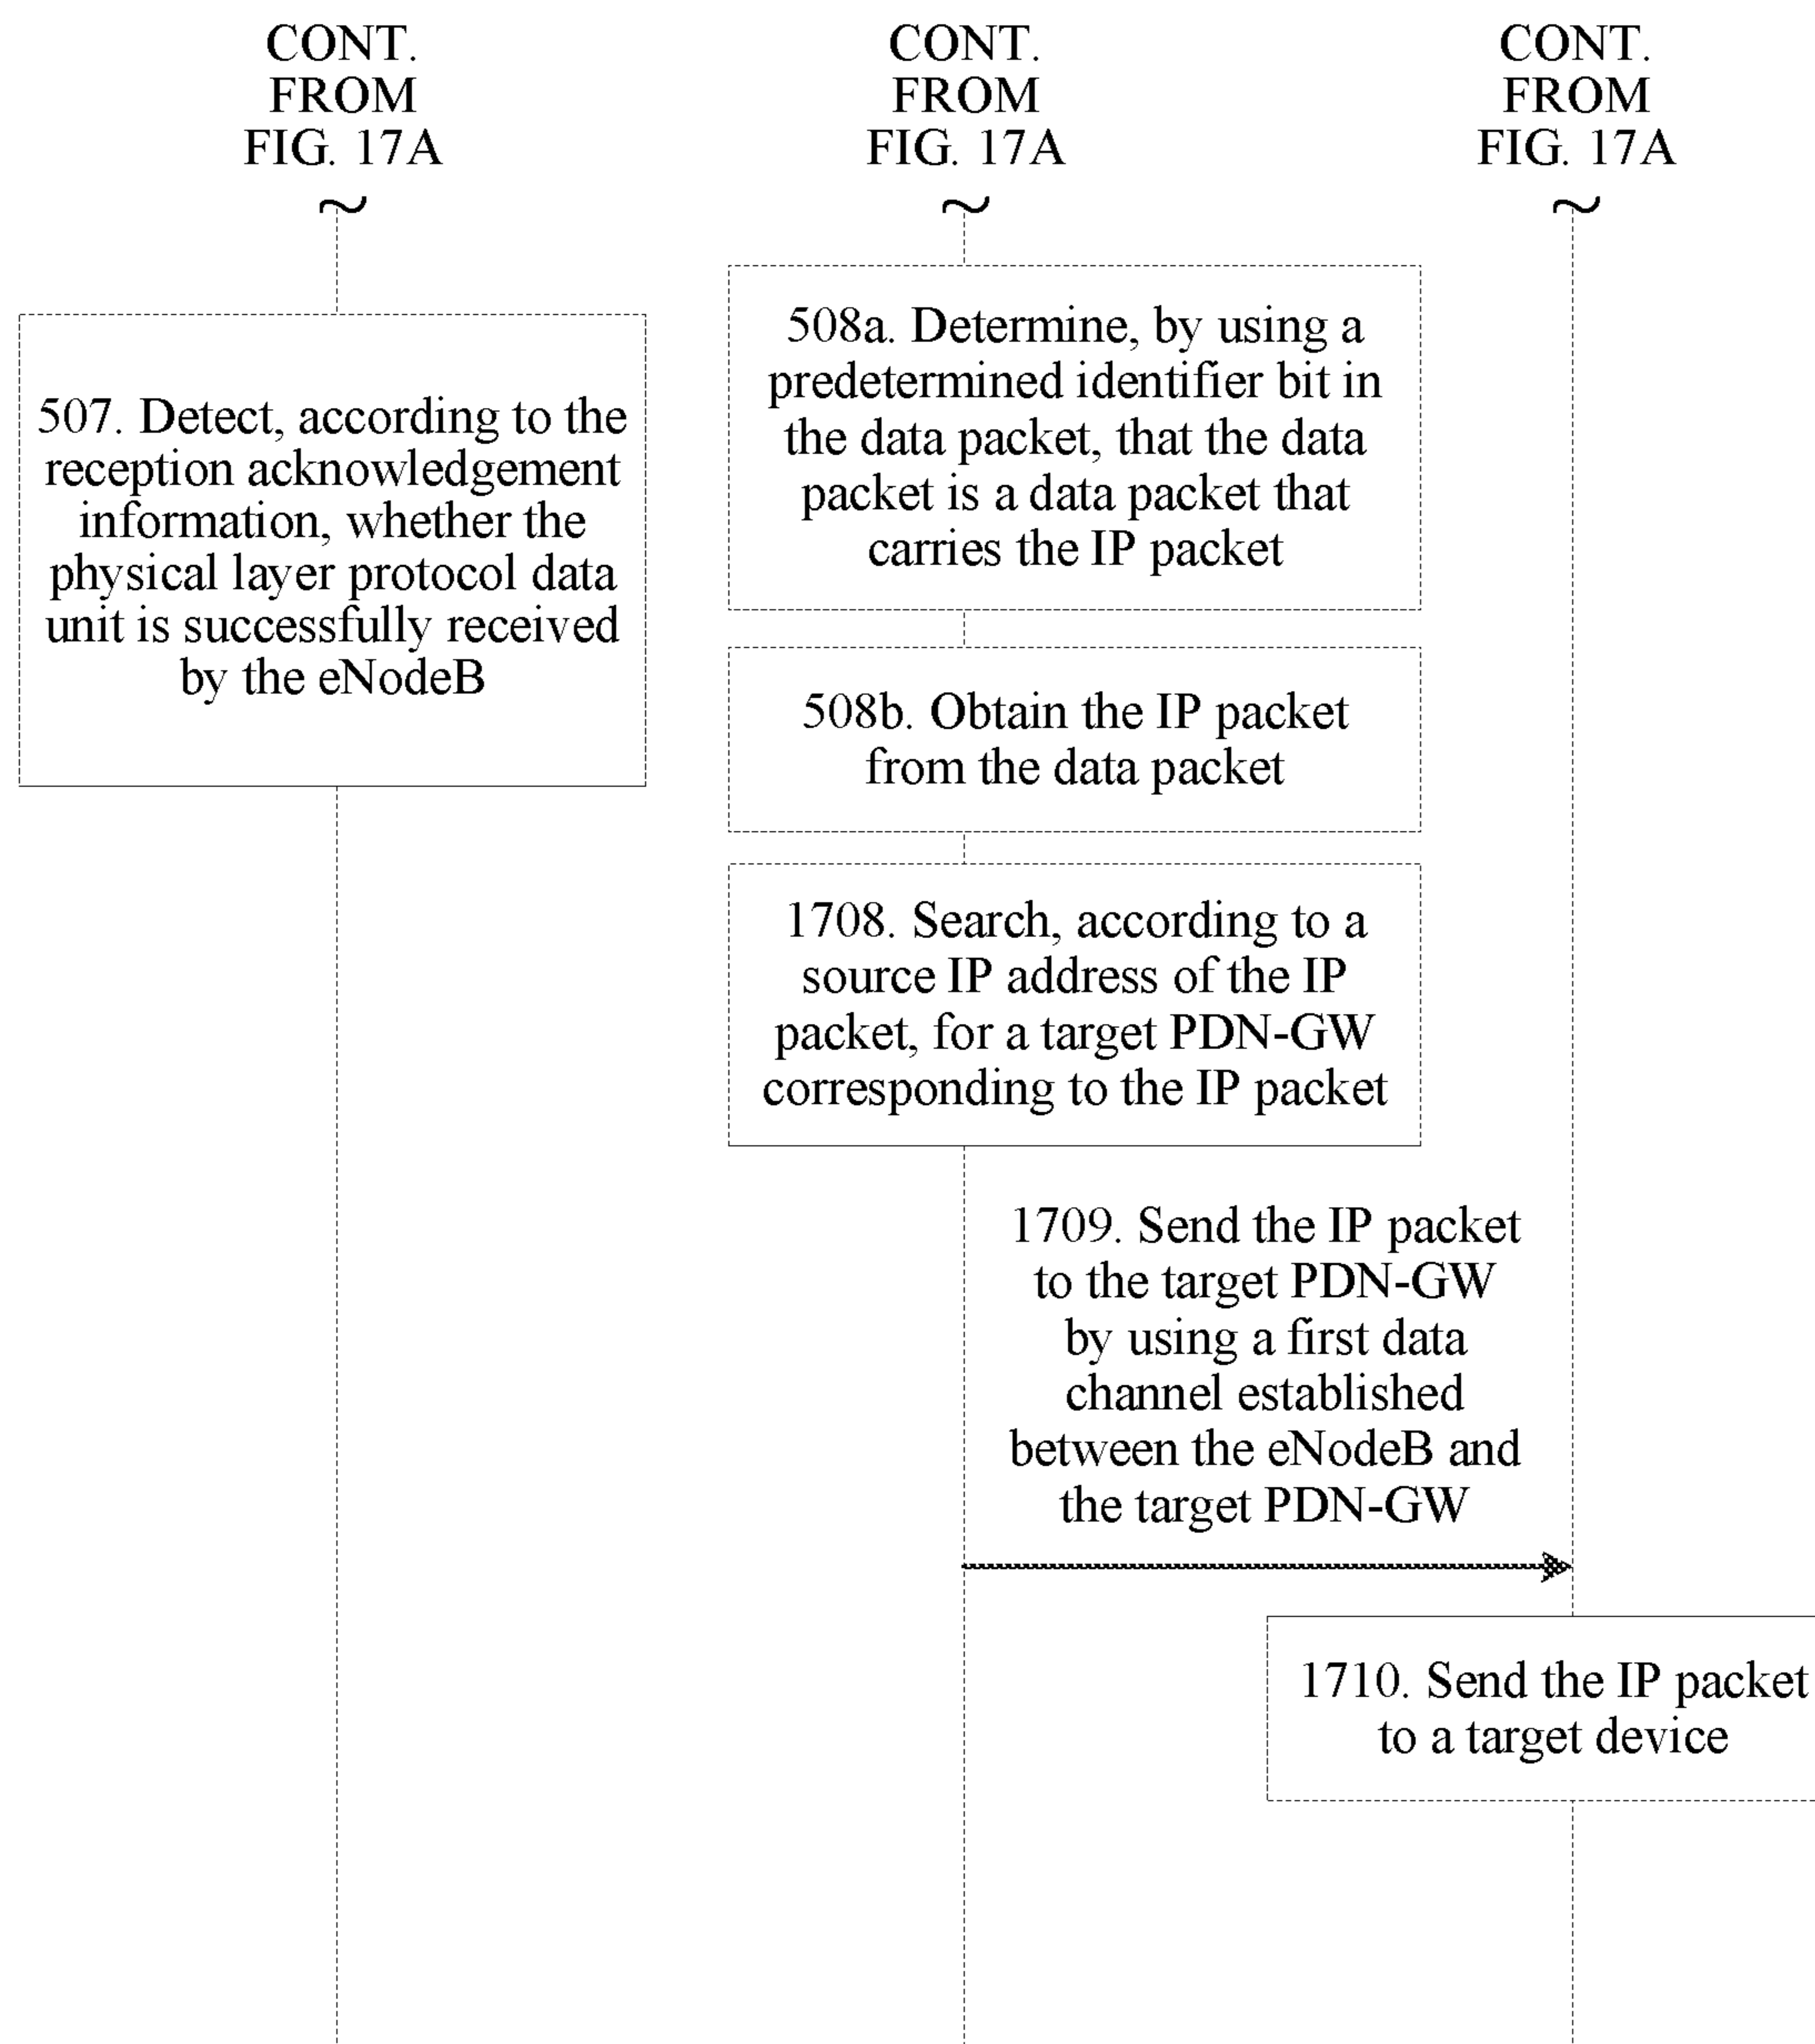 CONT.
FROM
FIG. 17A
CONT.
FROM
FIG. 17A
CONT.
FROM
FIG. 17A
507. Detect, according to the
reception acknowledgement
information, whether the
physical layer protocol data
unit is successfully received
by the eNodeB
508a. Determine, by using a
predetermined identifier bit in
the data packet, that the data
packet is a data packet that
carries the IP packet
508b. Obtain the IP packet
from the data packet
1708. Search, according to a
source IP address of the IP
packet, for a target PDN-GW
corresponding to the IP packet
1709. Send the IP packet
to the target PDN-GW
by using a first data
channel established
between the eNodeB and
the target PDN-GW
1710. Send the IP packet
to a target device